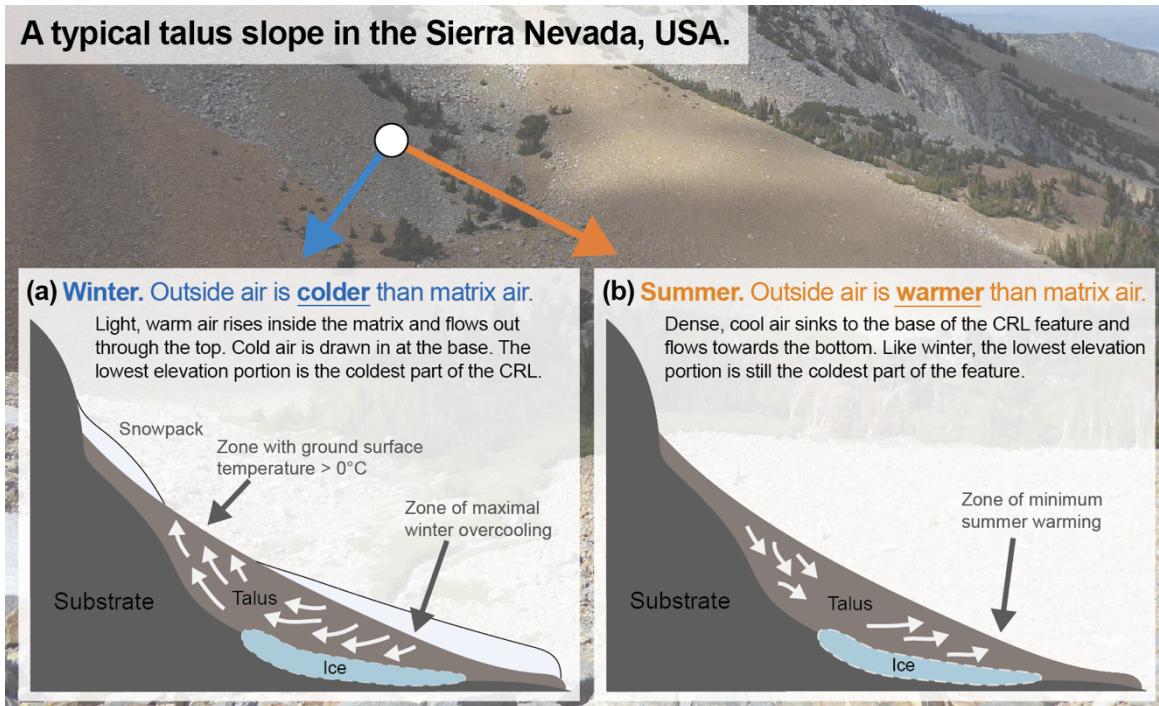 A typical talus slope in the Sierra Nevada, USA.
(a) Winter. Outside air is colder than matrix air.
Light, warm air rises inside the matrix and flows out
through the top. Cold air is drawn in at the base. The
lowest elevation portion is the coldest part of the CRL.
Snowpack
Zone with ground surface
temperature > 0°C
Zone of maximal
winter overcooling
Substrate
Talus
Ice
(b) Summer. Outside air is warmer than matrix air.
Dense, cool air sinks to the base of the CRL feature and
flows towards the bottom. Like winter, the lowest elevation
portion is still the coldest part of the feature.
Zone of minimum
summer warming
Substrate
Talus
Ice